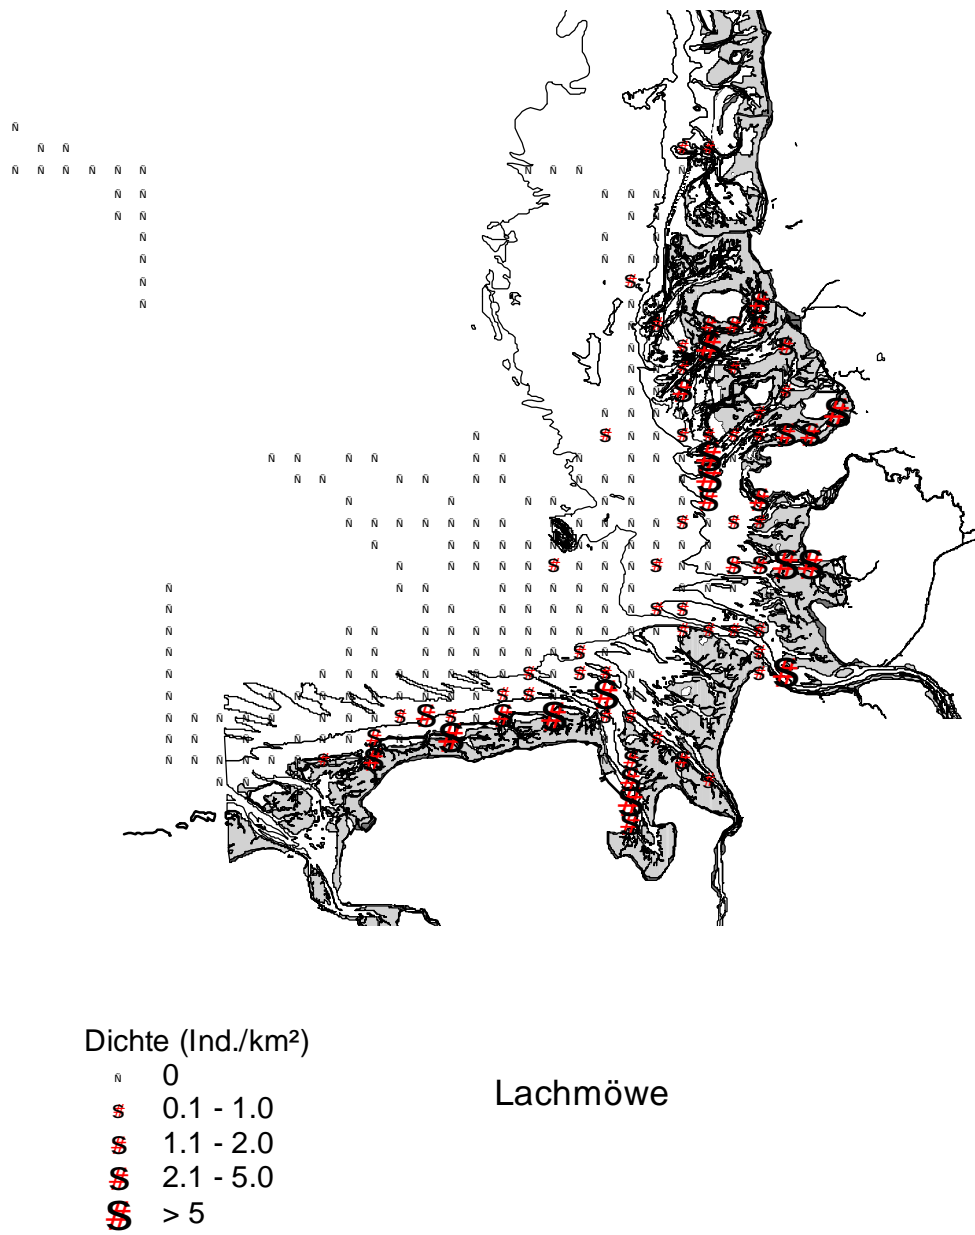 Dichte (Ind./km²)
Ñ 0
0.1 - 1.0
1.1 - 2.0
2.1 - 5.0
> 5
Lachmöwe